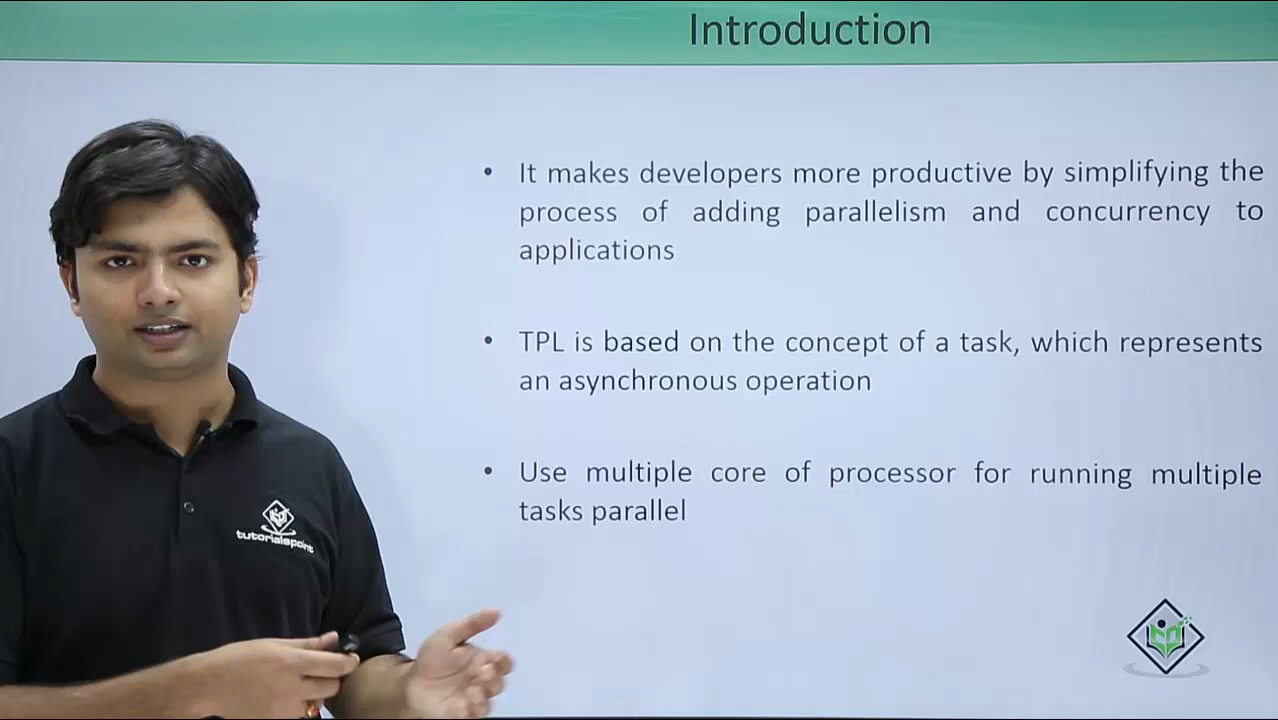 Introduction
• It makes developers more productive by simplifying the
process of adding parallelism and concurrency to
applications
• TPL is based on the concept of a task, which represents
an asynchronous operation
• Use multiple core of processor for running multiple
tasks parallel
tutorialspoint